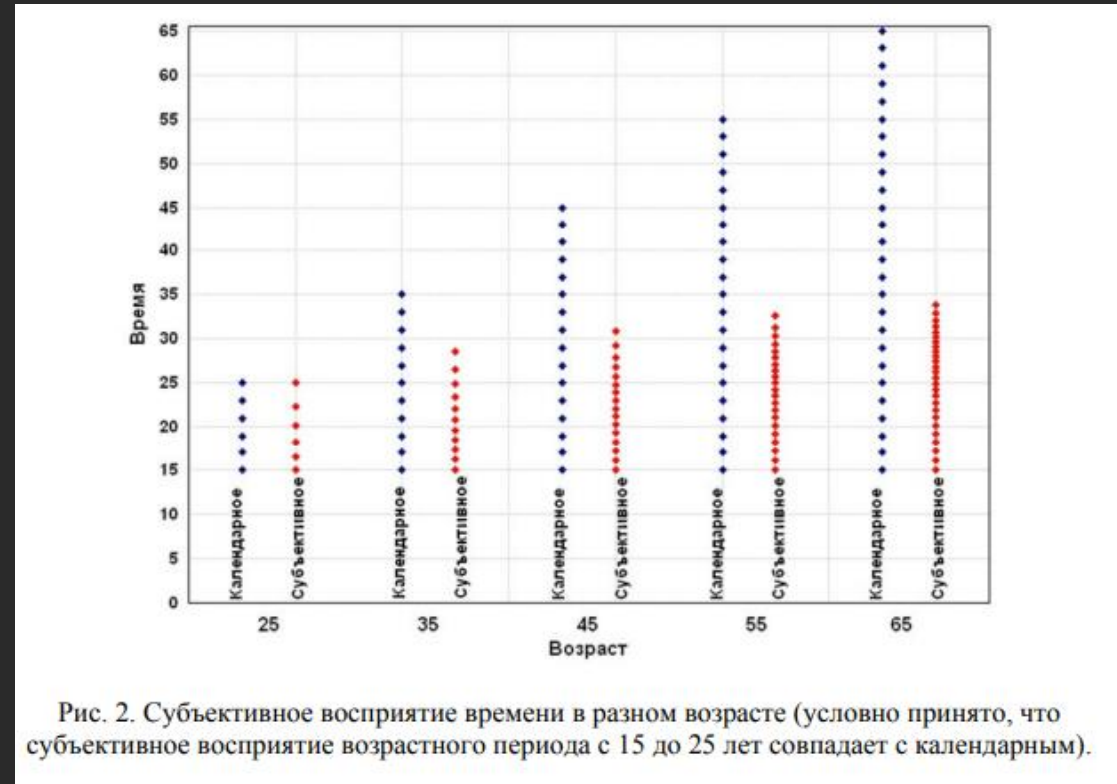 65
60
55
50
45
40
35
30
25
20
15
10
5
0
Время
Календарное
Субъективное
Календарное
Субъективное
Календарное
Субъективное
Календарное
Субъективное
Календарное
Субъективное
25 35 45 55 65
Возраст
Рис. 2. Субъективное восприятие времени в разном возрасте (условно принято, что
субъективное восприятие возрастного периода с 15 до 25 лет совпадает с календарным).